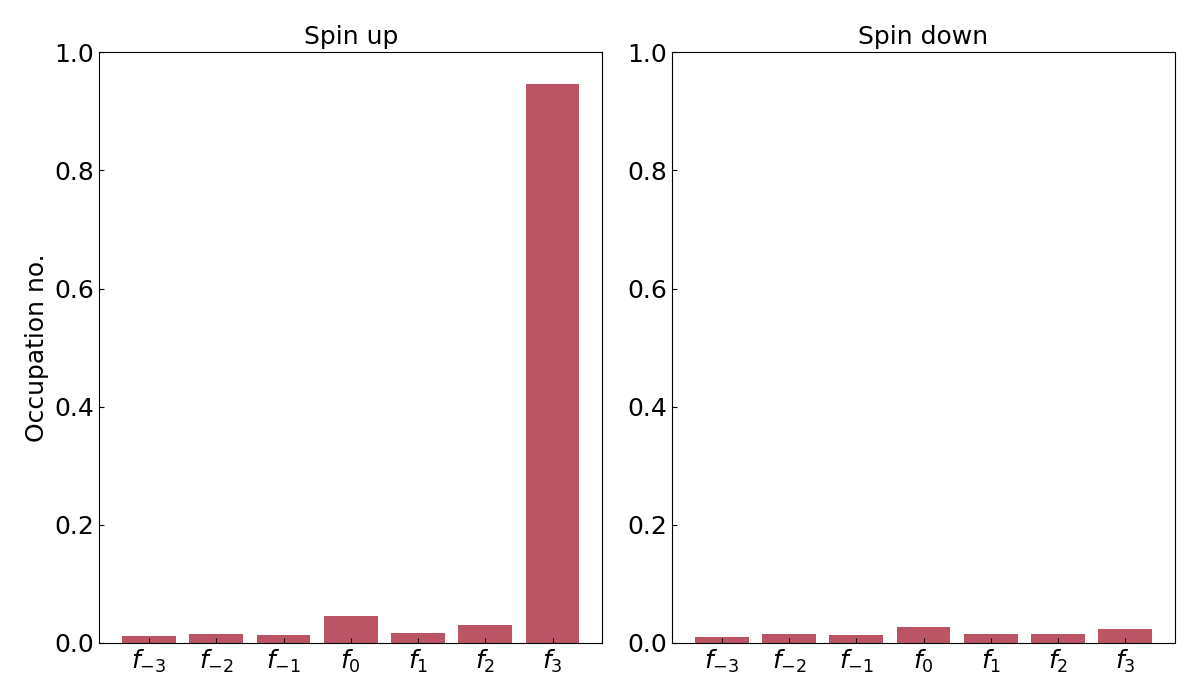 Spin up
Spin down
Occupation no.
1.0
0.8
0.6
0.4
0.2
0.0
f₋₃ f₋₂ f₋₁ f₀ f₁ f₂ f₃
1.0
0.8
0.6
0.4
0.2
0.0
f₋₃ f₋₂ f₋₁ f₀ f₁ f₂ f₃